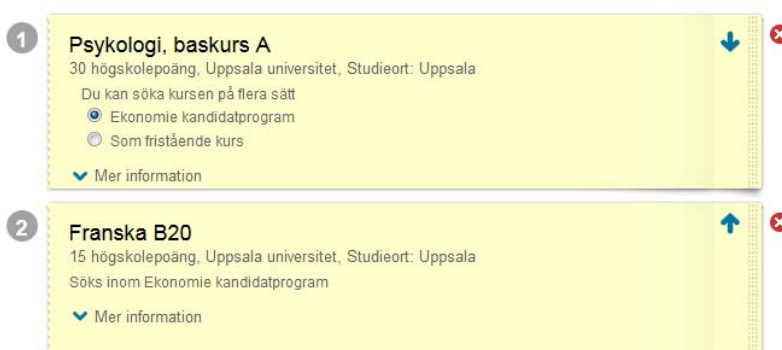 1
Psykologi, baskurs A
30 högskolepoäng, Uppsala universitet, Studieort: Uppsala
Du kan söka kursen på flera sätt
Ekonomie kandidatprogram
Som fristående kurs
Mer information
2
Franska B20
15 högskolepoäng, Uppsala universitet, Studieort: Uppsala
Söks inom Ekonomie kandidatprogram
Mer information